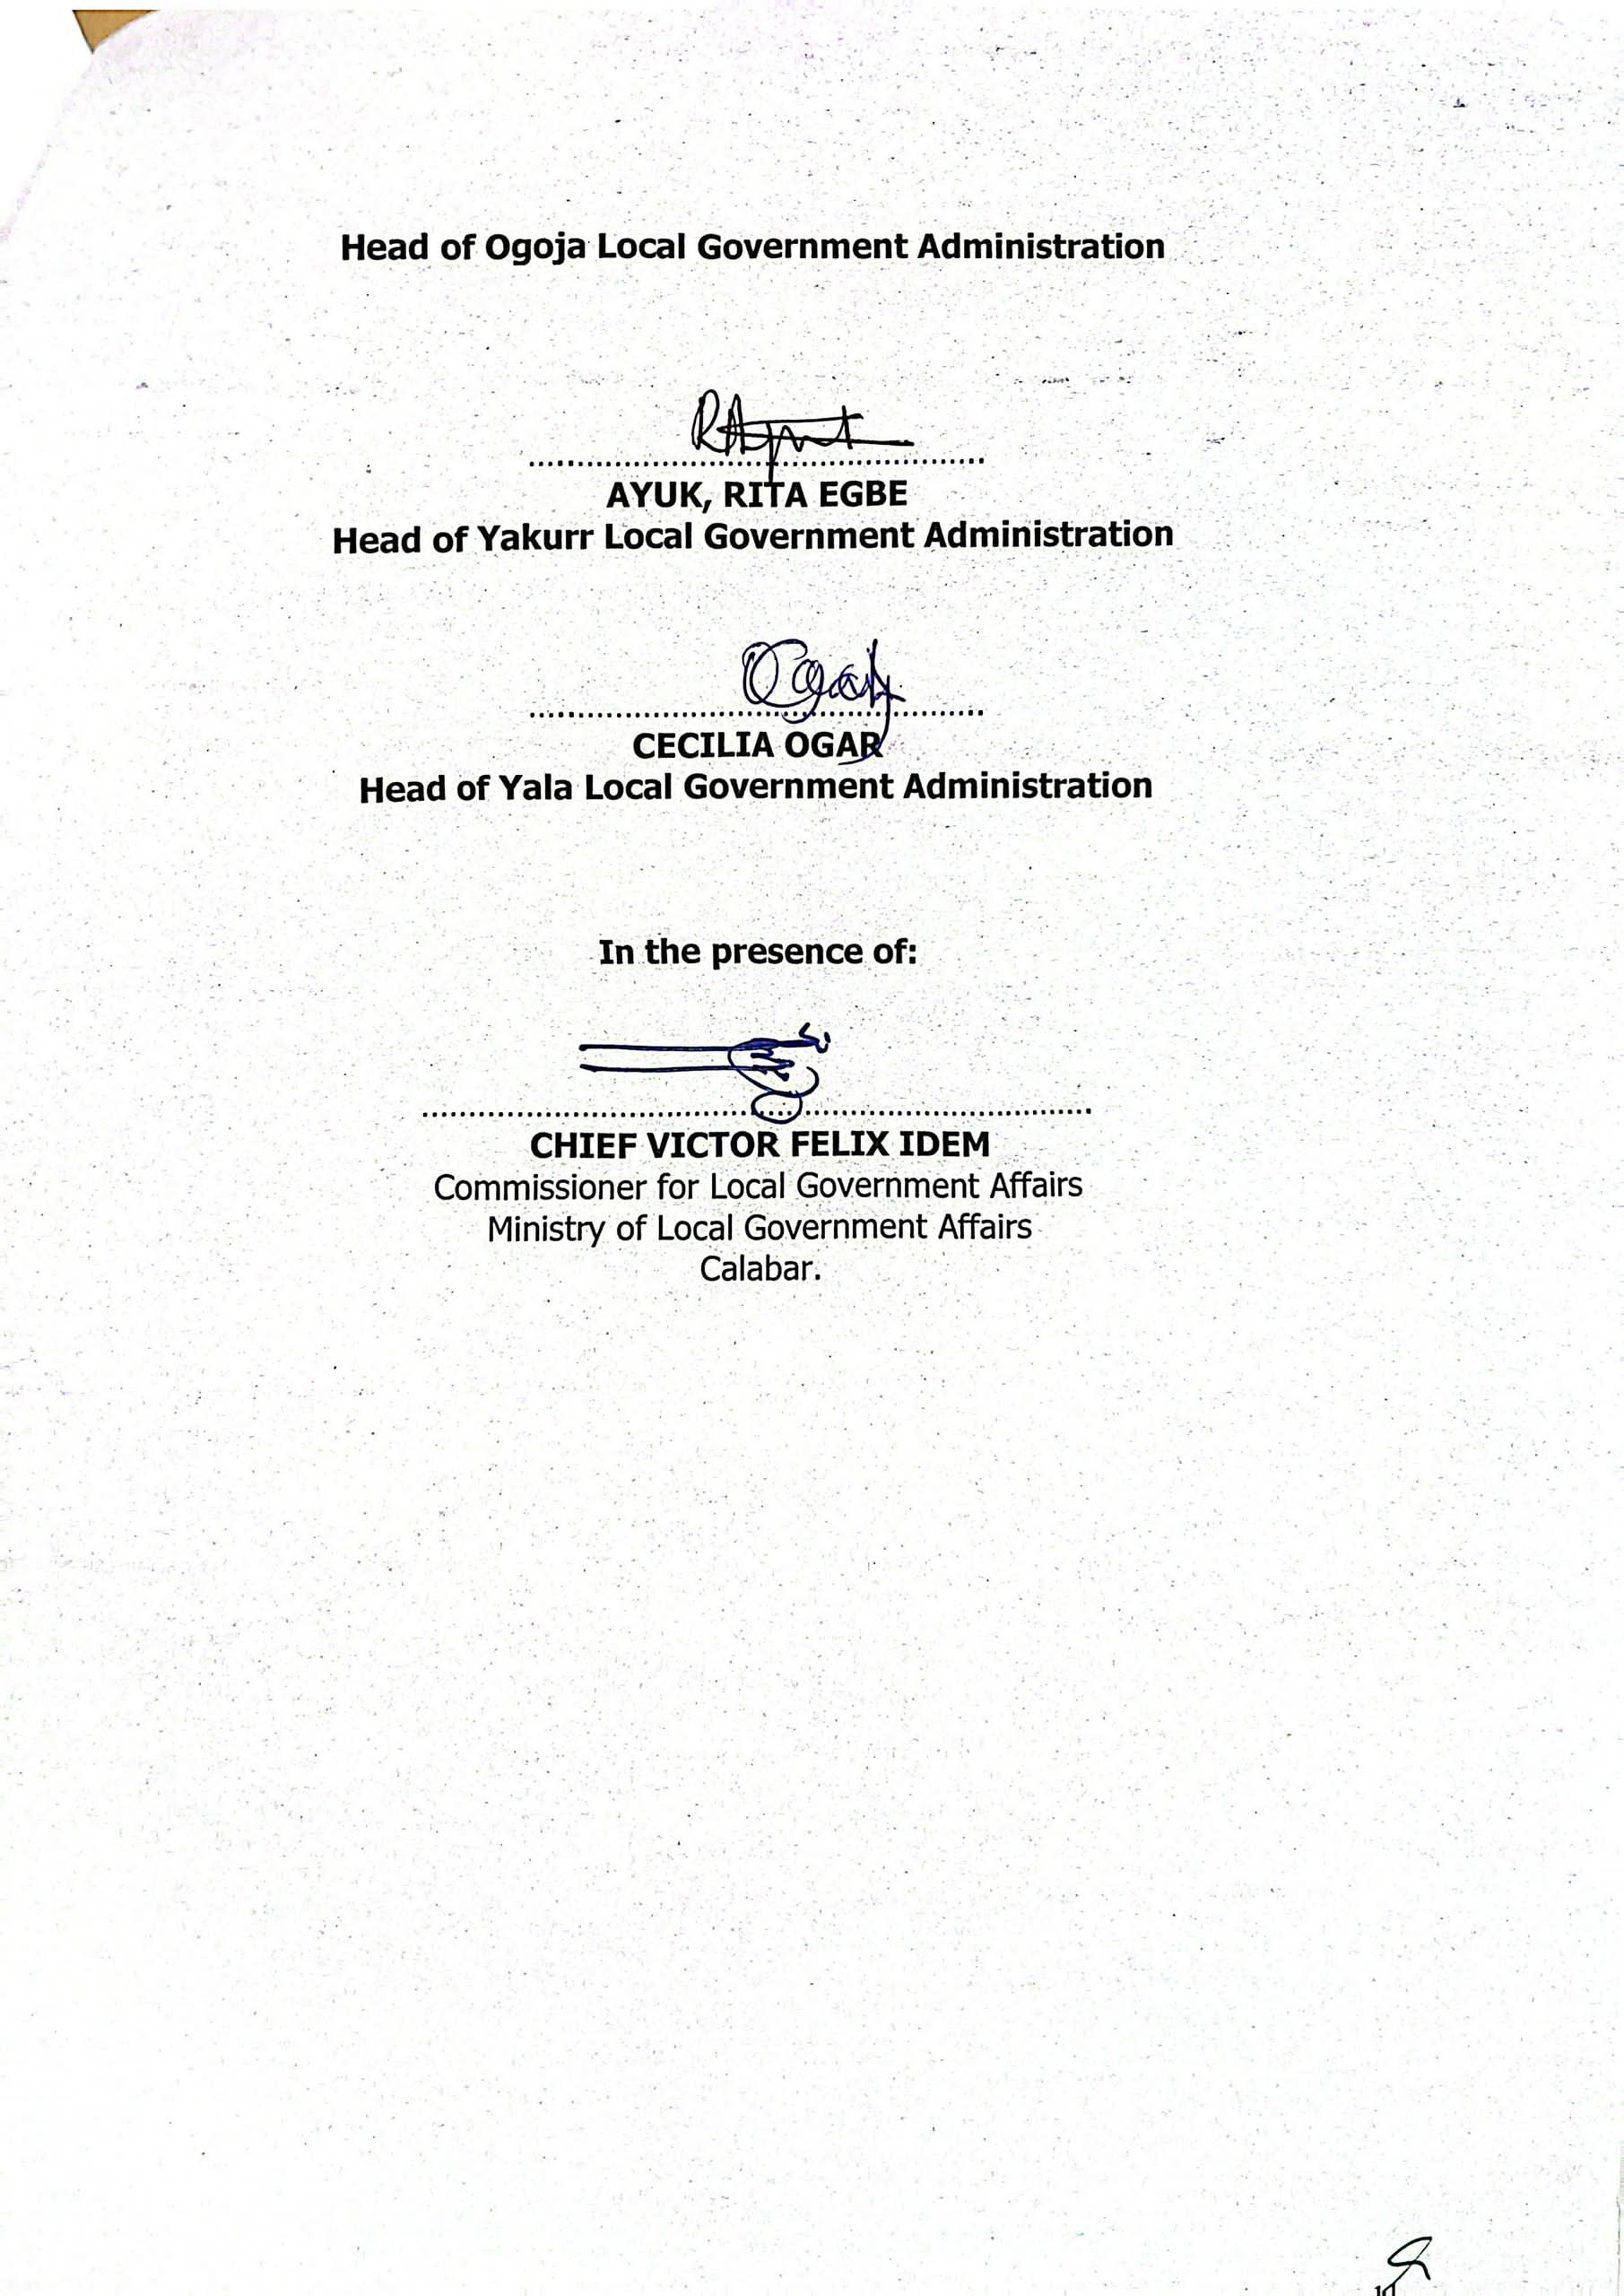 Head of Ogoja Local Government Administration
AYUK, RITA EGBE
Head of Yakurr Local Government Administration
Ogar
CECILIA OGAR
Head of Yala Local Government Administration
In the presence of:
CHIEF VICTOR FELIX IDEM
Commissioner for Local Government Affairs
Ministry of Local Government Affairs
Calabar.